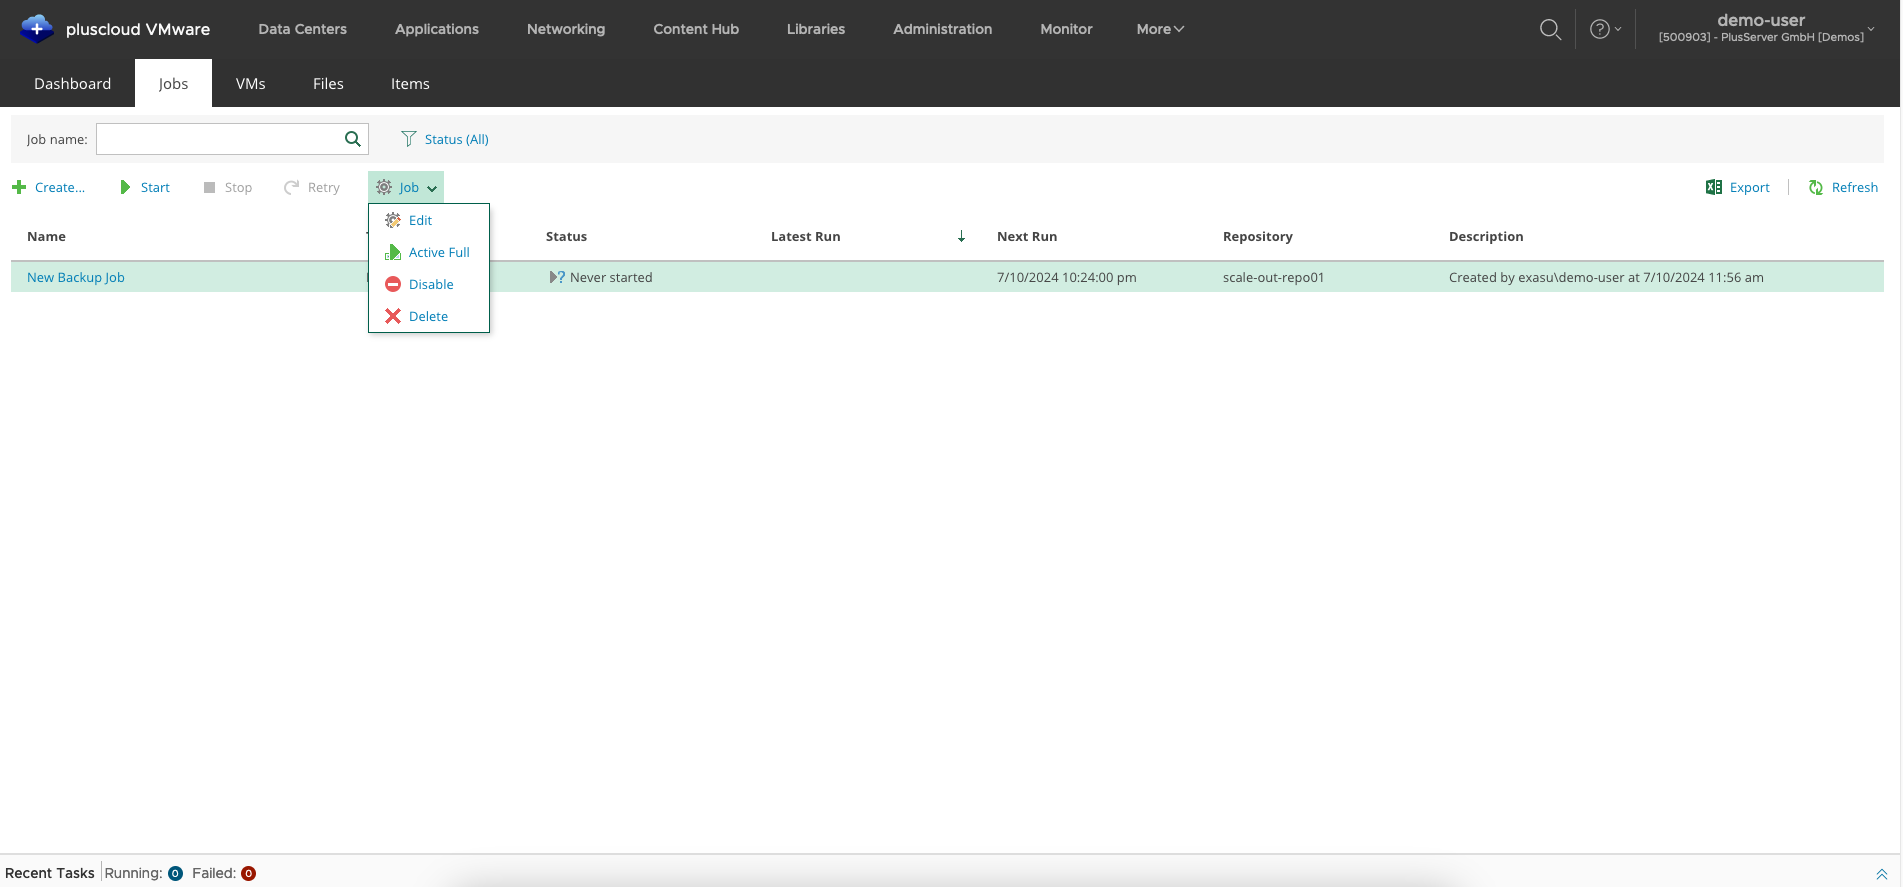 pluscloud VMware Data Centers Applications Networking Content Hub Libraries Administration Monitor More demo-user
[500903] - PlusServer GmbH [Demos]
Dashboard Jobs VMs Files Items
Job name: Status (All)
Create... Start Stop Retry Job Export Refresh
Edit
Name Status Latest Run Next Run Repository Description
Active Full
New Backup Job Never started 7/10/2024 10:24:00 pm scale-out-repo01 Created by exasu\demo-user at 7/10/2024 11:56 am
Disable
Delete
Recent Tasks Running: 0 Failed: 0